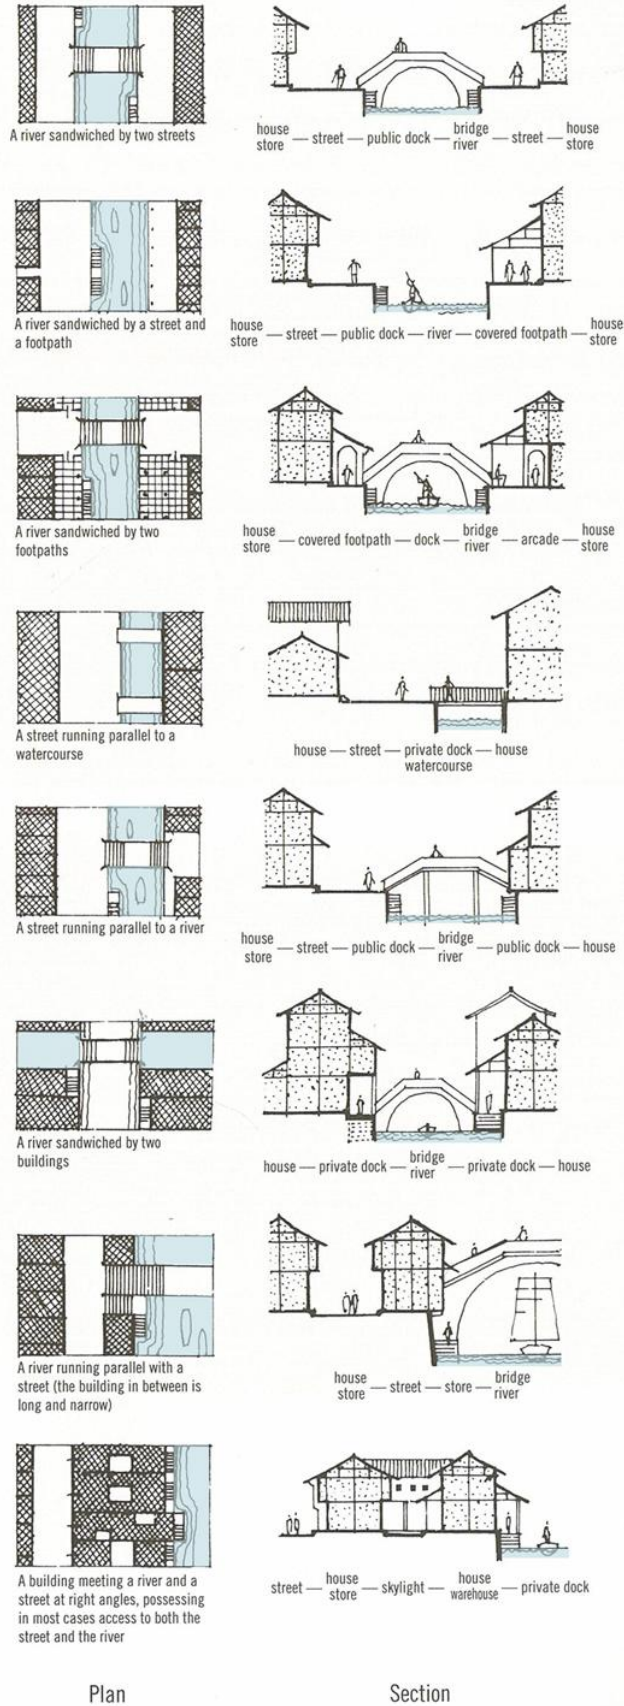 A river sandwiched by two streets
house store — street — public dock — bridge river — street — house store
A river sandwiched by a street and
a footpath
house store — street — public dock — river — covered footpath — house store
A river sandwiched by two
footpaths
house store — covered footpath — dock — bridge river — arcade — house store
A street running parallel to a
watercourse
house — street — private dock — house
watercourse
A street running parallel to a river
house store — street — public dock — bridge river — public dock — house
A river sandwiched by two
buildings
house — private dock — bridge river — private dock — house
A river running parallel with a
street (the building in between is
long and narrow)
house store — street — store — bridge river
A building meeting a river and a
street at right angles, possessing
in most cases access to both the
street and the river
street — house store — skylight — house warehouse — private dock
Plan
Section